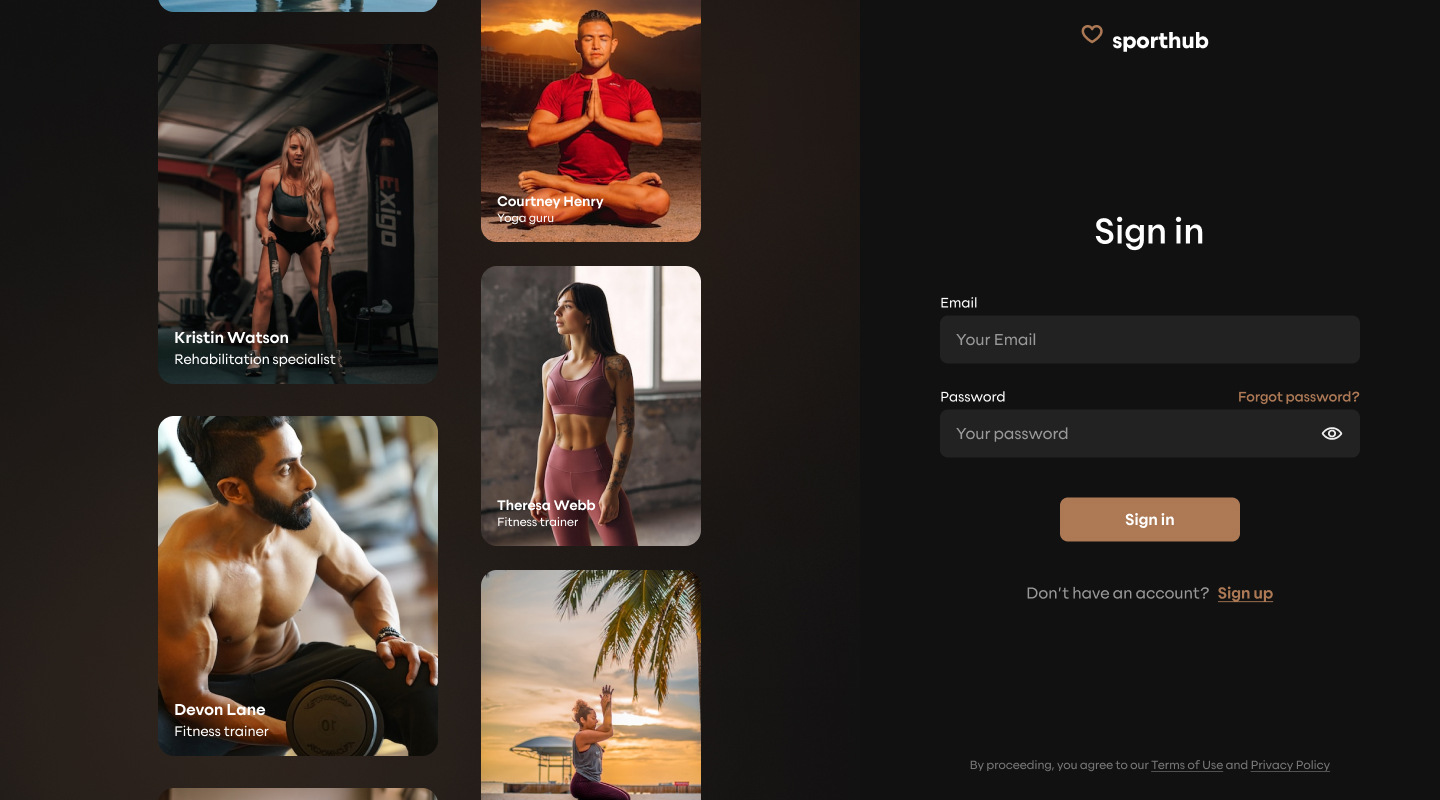 Exigo
Kristin Watson
Rehabilitation specialist
10
Devon Lane
Fitness trainer
Courtney Henry
Yoga guru
Theresa Webb
Fitness trainer
sporthub
Sign in
Email
Your Email
Password Forgot password?
Your password
Sign in
Don't have an account? Sign up
By proceeding, you agree to our Terms of Use and Privacy Policy